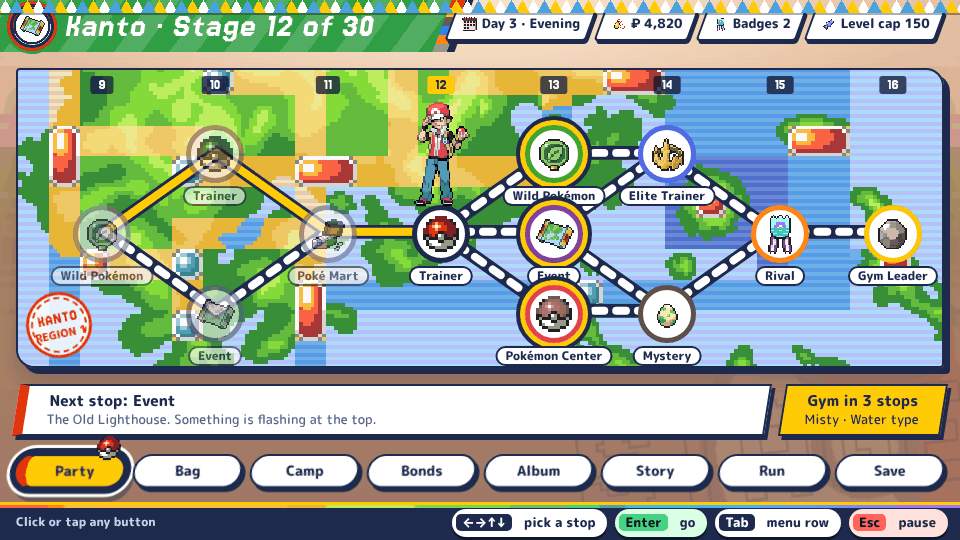 Kanto · Stage 12 of 30
Day 3 · Evening
₽ 4,820
Badges 2
Level cap 150
9
10
11
12
13
14
15
16
Trainer
Wild Pokémon
Elite Trainer
Wild Pokémon
Poké Mart
Trainer
Event
Rival
Gym Leader
KANTO
REGION 1
Event
Pokémon Center
Mystery
Next stop: Event
The Old Lighthouse. Something is flashing at the top.
Gym in 3 stops
Misty · Water type
Party
Bag
Camp
Bonds
Album
Story
Run
Save
Click or tap any button
←→↑↓ pick a stop
Enter go
Tab menu row
Esc pause